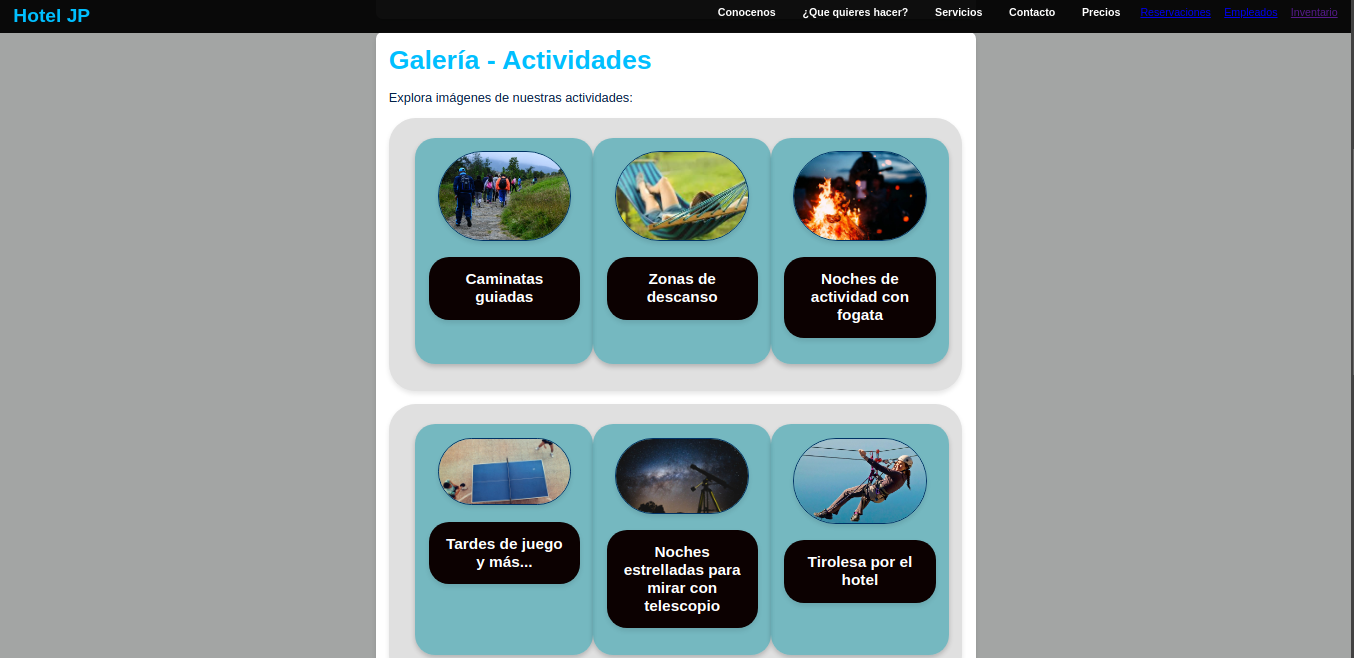 Hotel JP
Conocenos ¿Que quieres hacer? Servicios Contacto Precios Reservaciones Empleados Inventario
Galería - Actividades
Explora imágenes de nuestras actividades:
Caminatas
guiadas
Zonas de
descanso
Noches de
actividad con
fogata
Tardes de juego
y más...
Noches
estrelladas para
mirar con
telescopio
Tirolesa por el
hotel